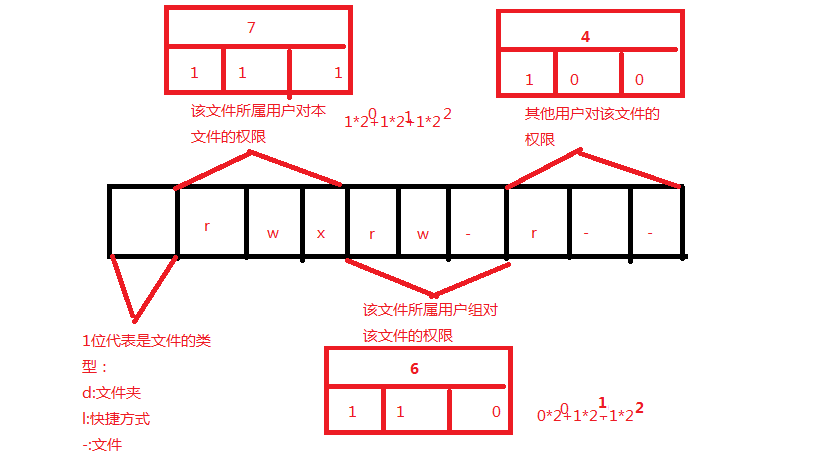 7
1 1 1
4
1 0 0
该文件所属用户对本
文件的权限
1*2+1*2+1*2
0 1 2
其他用户对该文件的
权限
r w x r w - r - -
该文件所属用户组对
该文件的权限
1位代表是文件的类
型：
d:文件夹
l:快捷方式
-:文件
6
1 1 0
0*2+1*2+1*2
0 1 2